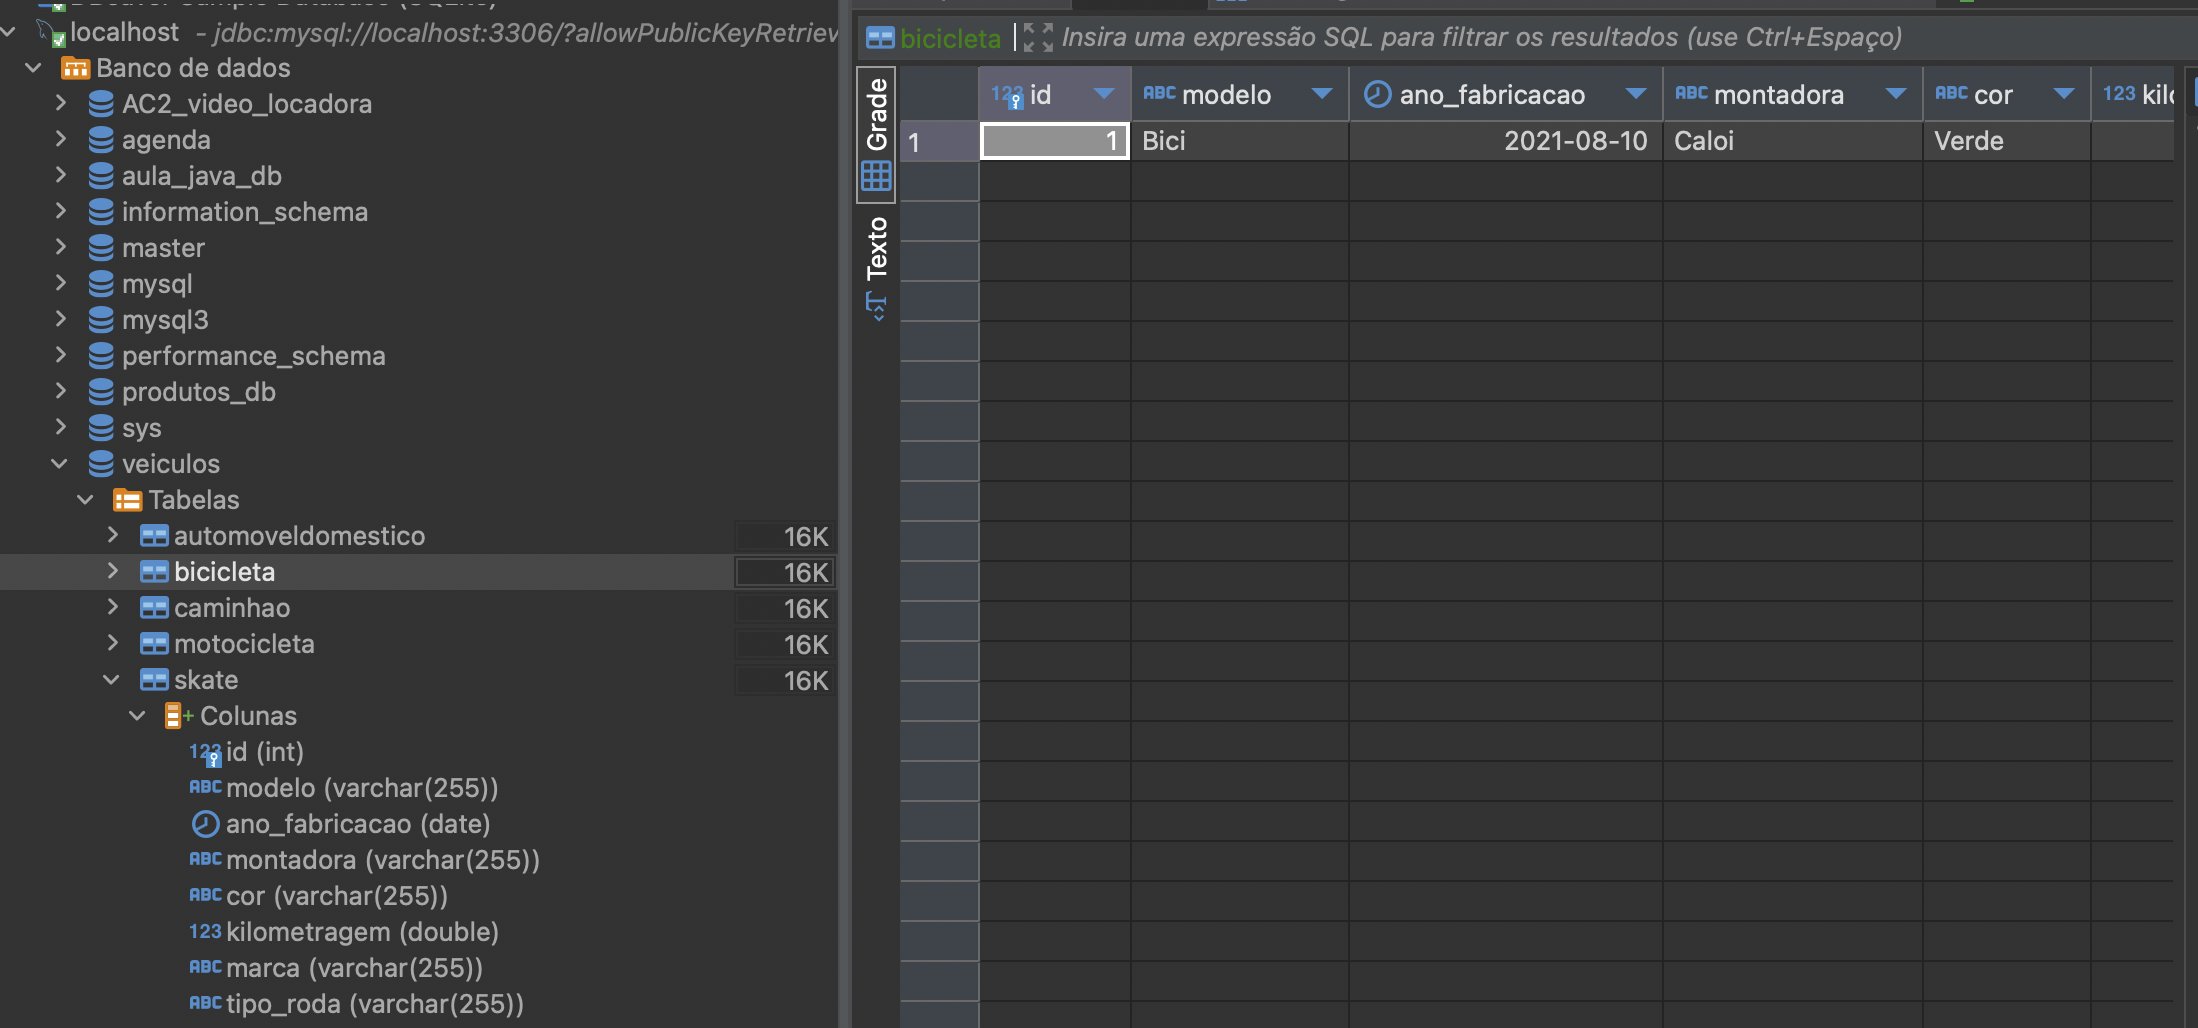 localhost - jdbc:mysql://localhost:3306/?allowPublicKeyRetriev
Banco de dados
AC2_video_locadora
agenda
aula_java_db
information_schema
master
mysql
mysql3
performance_schema
produtos_db
sys
veiculos
Tabelas
automoveldomestico 16K
bicicleta 16K
caminhao 16K
motocicleta 16K
skate 16K
Colunas
123 id (int)
ABC modelo (varchar(255))
ano_fabricacao (date)
ABC montadora (varchar(255))
ABC cor (varchar(255))
123 kilometragem (double)
ABC marca (varchar(255))
ABC tipo_roda (varchar(255))
bicicleta Insira uma expressão SQL para filtrar os resultados (use Ctrl+Espaço)
Grade
Texto
123 id ABC modelo ano_fabricacao ABC montadora ABC cor 123 kilo
1 1 Bici 2021-08-10 Caloi Verde